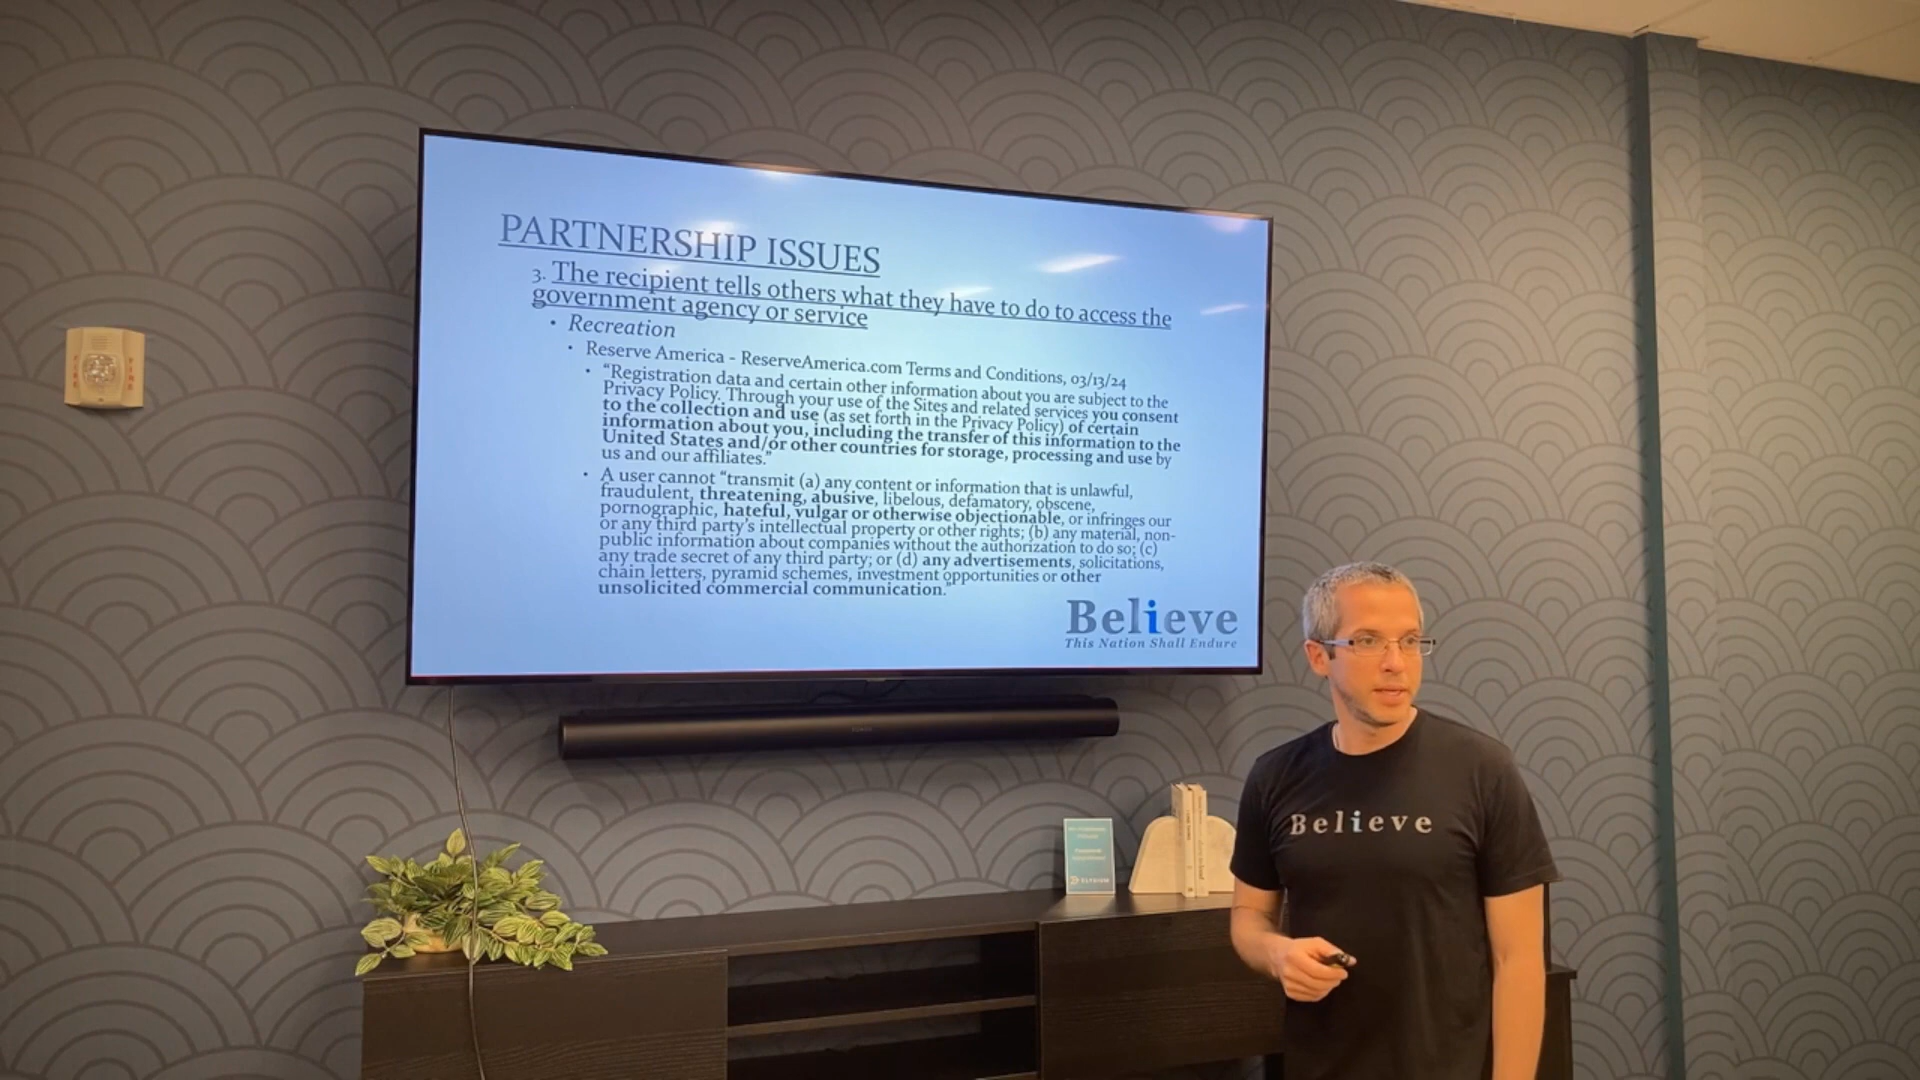 PARTNERSHIP ISSUES
3. The recipient tells others what they have to do to access the
government agency or service
• Recreation
• Reserve America - ReserveAmerica.com Terms and Conditions, 03/13/24
• “Registration data and certain other information about you are subject to the
Privacy Policy. Through your use of the Sites and related services you consent
to the collection and use (as set forth in the Privacy Policy) of certain
information about you, including the transfer of this information to the
United States and/or other countries for storage, processing and use by
us and our affiliates.”
• A user cannot “transmit (a) any content or information that is unlawful,
fraudulent, threatening, abusive, libelous, defamatory, obscene,
pornographic, hateful, vulgar or otherwise objectionable, or infringes our
or any third party's intellectual property or other rights; (b) any material, non-
public information about companies without the authorization to do so; (c)
any trade secret of any third party; or (d) any advertisements, solicitations,
chain letters, pyramid schemes, investment opportunities or other
unsolicited commercial communication.”
Believe
This Nation Shall Endure
Believe
FIRE
FIRE
ELYSIUM